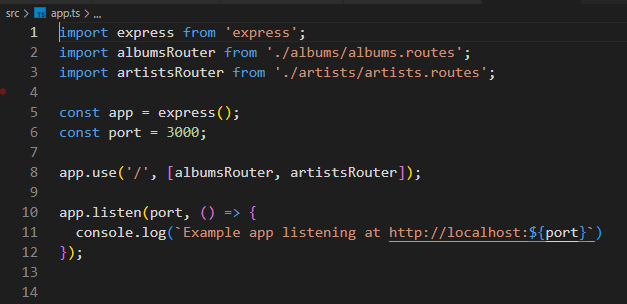 src > TS app.ts > ...
1 import express from 'express';
2 import albumsRouter from './albums/albums.routes';
3 import artistsRouter from './artists/artists.routes';
4
5 const app = express();
6 const port = 3000;
7
8 app.use('/', [albumsRouter, artistsRouter]);
9
10 app.listen(port, () => {
11   console.log(`Example app listening at http://localhost:${port}`)
12 });
13
14